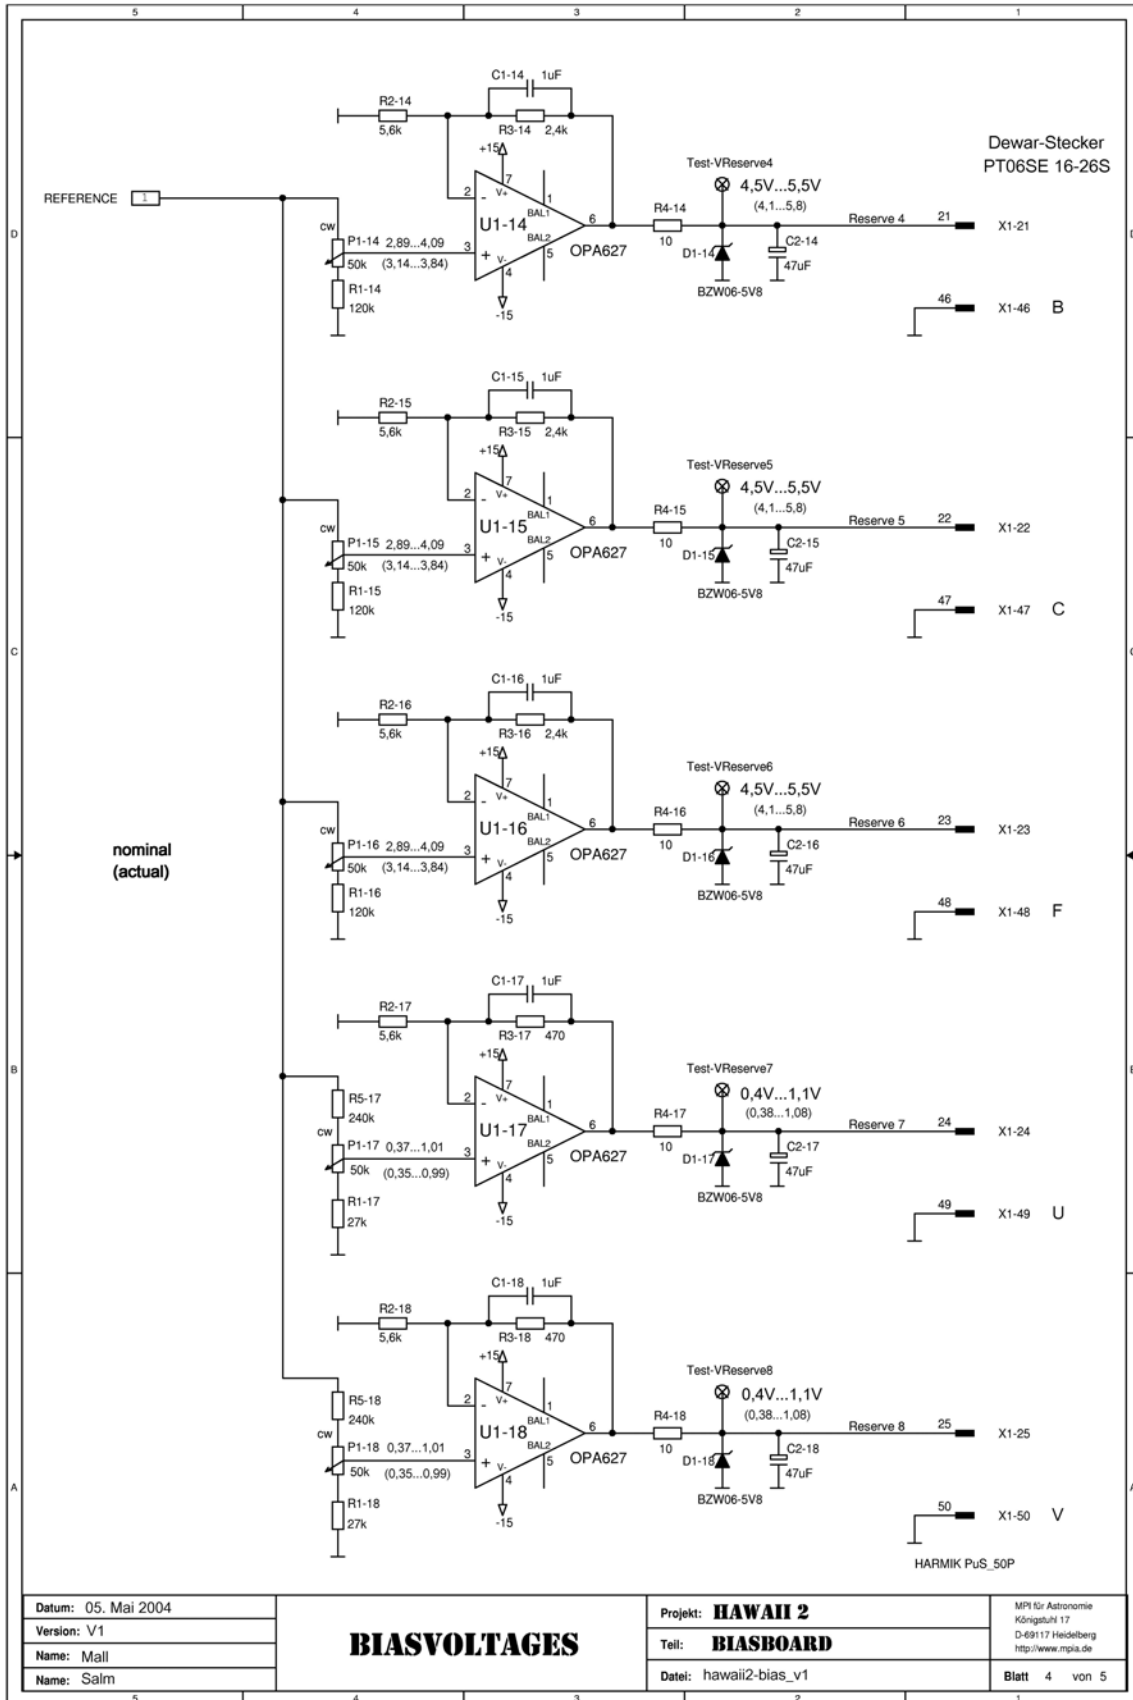 5 4 3 2 1
C1-14 1uF
R2-14
5,6k
R3-14 2,4k
Dewar-Stecker
PT06SE 16-26S
+15
Test-VReserve4
7
V+
4,5V...5,5V
(4,1...5,8)
REFERENCE 1
2 -
1
BAL1
U1-14
6
R4-14
10
Reserve 4
21
X1-21
D
D
cw
P1-14 2,89...4,09
50k (3,14...3,84)
3 +
BAL2
5
V-
4
OPA627
D1-14
C2-14
47uF
BZW06-5V8
R1-14
120k
-15
46
X1-46 B
C1-15 1uF
R2-15
5,6k
R3-15 2,4k
+15
Test-VReserve5
7
V+
4,5V...5,5V
(4,1...5,8)
2 -
1
BAL1
U1-15
6
R4-15
10
Reserve 5
22
X1-22
cw
P1-15 2,89...4,09
50k (3,14...3,84)
3 +
BAL2
5
V-
4
OPA627
D1-15
C2-15
47uF
BZW06-5V8
R1-15
120k
-15
47
X1-47 C
C
C
C1-16 1uF
R2-16
5,6k
R3-16 2,4k
+15
Test-VReserve6
7
V+
4,5V...5,5V
(4,1...5,8)
2 -
1
BAL1
U1-16
6
R4-16
10
Reserve 6
23
X1-23
nominal
(actual)
cw
P1-16 2,89...4,09
50k (3,14...3,84)
3 +
BAL2
5
V-
4
OPA627
D1-16
C2-16
47uF
BZW06-5V8
R1-16
120k
-15
48
X1-48 F
C1-17 1uF
R2-17
5,6k
R3-17 470
+15
Test-VReserve7
7
V+
0,4V...1,1V
(0,38...1,08)
B
B
R5-17
240k
2 -
1
BAL1
U1-17
6
R4-17
10
Reserve 7
24
X1-24
cw
P1-17 0,37...1,01
50k (0,35...0,99)
3 +
BAL2
5
V-
4
OPA627
D1-17
C2-17
47uF
BZW06-5V8
R1-17
27k
-15
49
X1-49 U
C1-18 1uF
R2-18
5,6k
R3-18 470
+15
Test-VReserve8
7
V+
0,4V...1,1V
(0,38...1,08)
R5-18
240k
2 -
1
BAL1
U1-18
6
R4-18
10
Reserve 8
25
X1-25
cw
P1-18 0,37...1,01
50k (0,35...0,99)
3 +
BAL2
5
V-
4
OPA627
D1-18
C2-18
47uF
BZW06-5V8
A
A
R1-18
27k
-15
50
X1-50 V
HARMIK PuS_50P
Datum: 05. Mai 2004
Version: V1
Name: Mall
Name: Salm
BIASVOLTAGES
Projekt: HAWAII 2
Teil: BIASBOARD
Datei: hawaii2-bias_v1
MPI für Astronomie
Königstuhl 17
D-69117 Heidelberg
http://www.mpia.de
Blatt 4 von 5
5 4 3 2 1